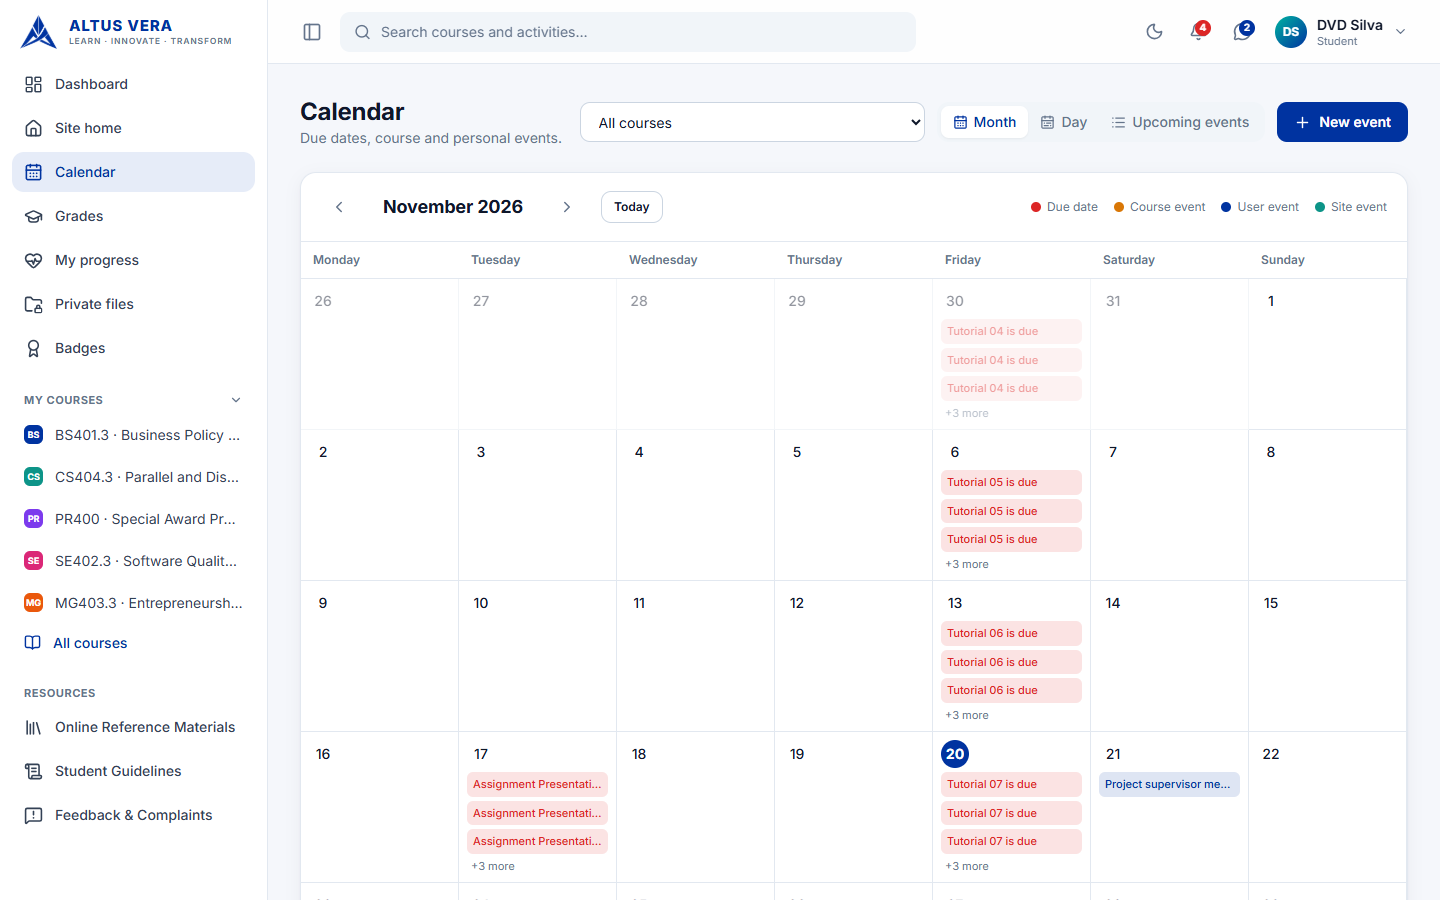 ALTUS VERA
LEARN · INNOVATE · TRANSFORM
Dashboard
Site home
Calendar
Grades
My progress
Private files
Badges
MY COURSES
BS BS401.3 · Business Policy ...
CS CS404.3 · Parallel and Dis...
PR PR400 · Special Award Pr...
SE SE402.3 · Software Qualit...
MG MG403.3 · Entrepreneursh...
All courses
RESOURCES
Online Reference Materials
Student Guidelines
Feedback & Complaints
Search courses and activities...
4
2
DS
DVD Silva
Student
Calendar
Due dates, course and personal events.
All courses
Month
Day
Upcoming events
New event
November 2026
Today
Due date
Course event
User event
Site event
Monday Tuesday Wednesday Thursday Friday Saturday Sunday
26 27 28 29 30 31 1
Tutorial 04 is due
Tutorial 04 is due
Tutorial 04 is due
+3 more
2 3 4 5 6 7 8
Tutorial 05 is due
Tutorial 05 is due
Tutorial 05 is due
+3 more
9 10 11 12 13 14 15
Tutorial 06 is due
Tutorial 06 is due
Tutorial 06 is due
+3 more
16 17 18 19 20 21 22
Assignment Presentati... Tutorial 07 is due Project supervisor me...
Assignment Presentati... Tutorial 07 is due
Assignment Presentati... Tutorial 07 is due
+3 more +3 more